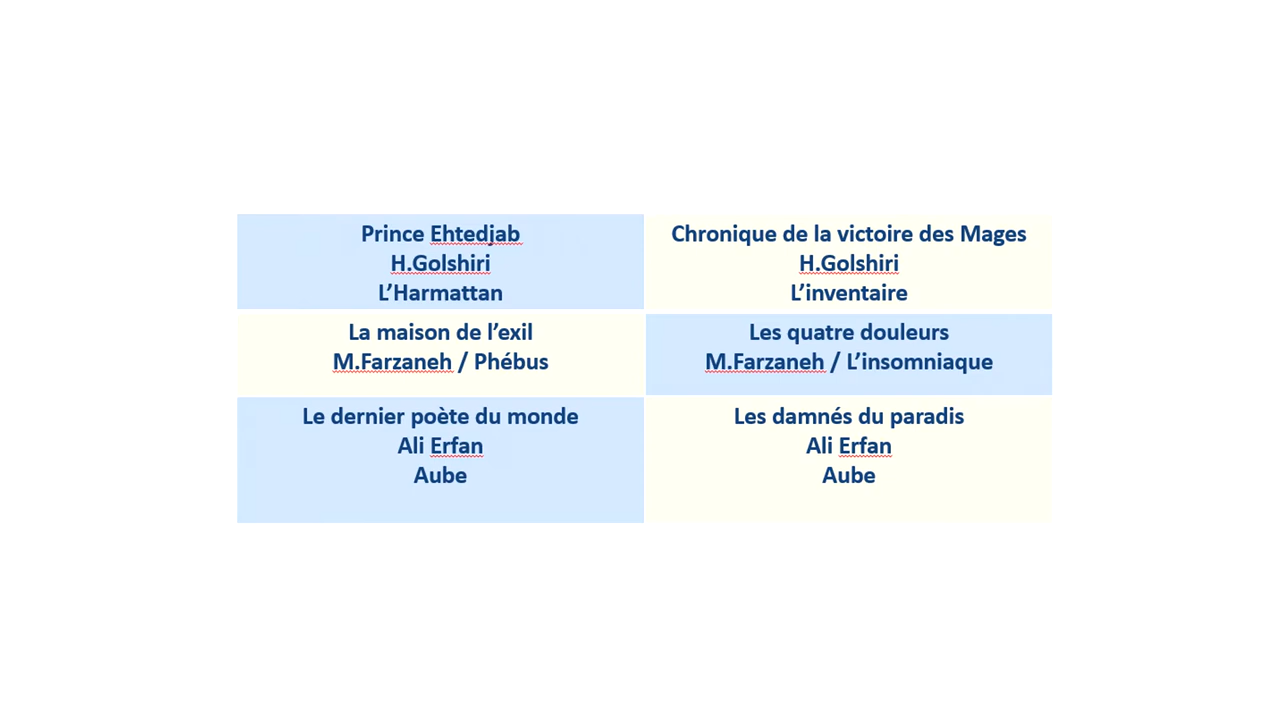 Prince Ehtedjab
H.Golshiri
L’Harmattan
Chronique de la victoire des Mages
H.Golshiri
L’inventaire
La maison de l’exil
M.Farzaneh / Phébus
Les quatre douleurs
M.Farzaneh / L’insomniaque
Le dernier poète du monde
Ali Erfan
Aube
Les damnés du paradis
Ali Erfan
Aube